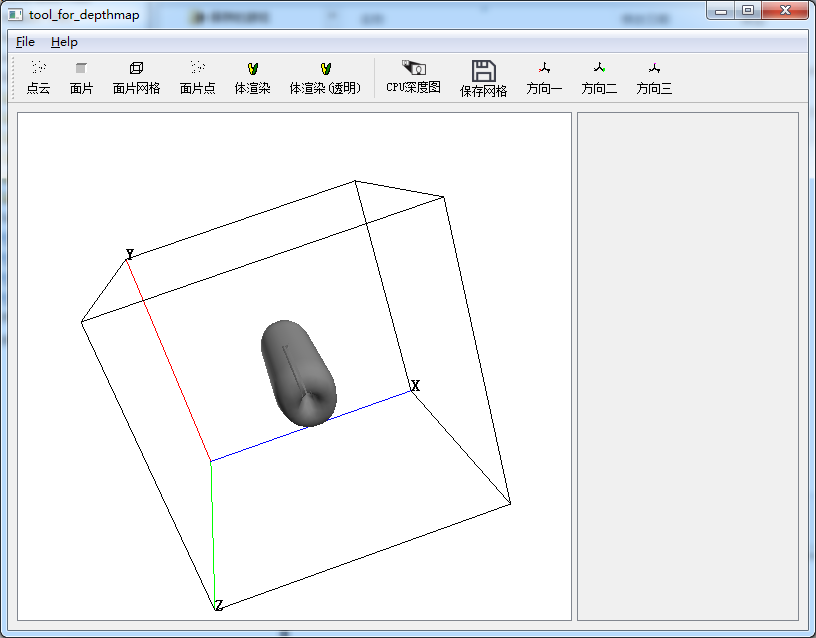 tool_for_depthmap
File Help
点云 面片 面片网格 面片点 体渲染 体渲染(透明) CPU深度图 保存网格 方向一 方向二 方向三
Y
X
Z